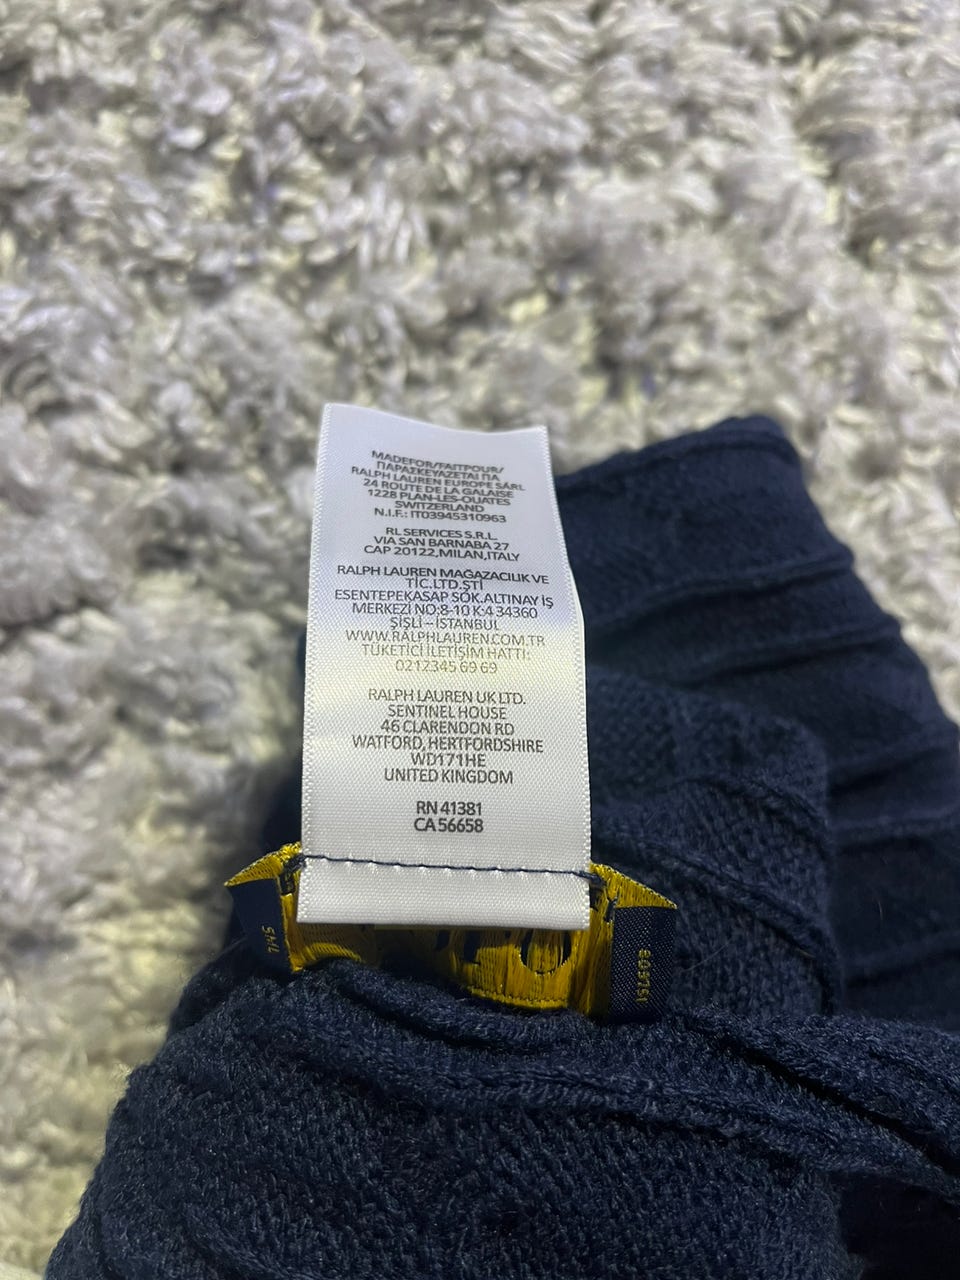 MADEFOR/FAITPOUR/
ΠΑΡΑΣΚΕΥΑΖΕΤΑΙ ΠΑ
RALPH LAUREN EUROPE SÁRL
24 ROUTE DE LA GALAISE
1228 PLAN-LES-OUATES
SWITZERLAND
N.I.F.: IT03945310963
RL SERVICES S.R.L.
VIA SAN BARNABA 27
CAP 20122,MILAN,ITALY
RALPH LAUREN MAĞAZACILIK VE
TİC.LTD.ŞTİ
ESENTEPEKASAP SOK.ALTINAY İŞ
MERKEZİ NO:8-10 K:4 34360
ŞİŞLİ – İSTANBUL
WWW.RALPHLAUREN.COM.TR
TÜKETİCİ İLETİŞİM HATTI:
0212345 69 69
RALPH LAUREN UK LTD.
SENTINEL HOUSE
46 CLARENDON RD
WATFORD, HERTFORDSHIRE
WD171HE
UNITED KINGDOM
RN 41381
CA 56658